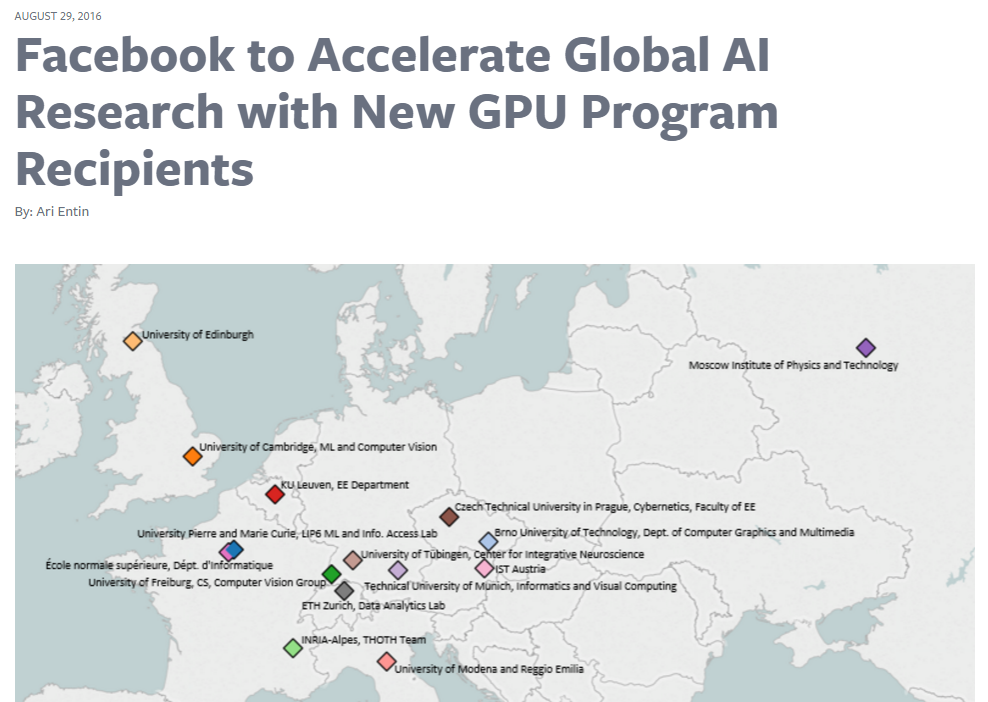 AUGUST 29, 2016
Facebook to Accelerate Global AI
Research with New GPU Program
Recipients
By: Ari Entin
University of Edinburgh
Moscow Institute of Physics and Technology
University of Cambridge, ML and Computer Vision
KU Leuven, EE Department
Czech Technical University in Prague, Cybernetics, Faculty of EE
University Pierre and Marie Curie, LIP6 ML and Info. Access Lab
Brno University of Technology, Dept. of Computer Graphics and Multimedia
University of Tübingen, Center for Integrative Neuroscience
École normale supérieure, Dépt. d'Informatique
IST Austria
University of Freiburg, CS, Computer Vision Group
Technical University of Munich, Informatics and Visual Computing
ETH Zurich, Data Analytics Lab
INRIA-Alpes, THOTH Team
University of Modena and Reggio Emilia